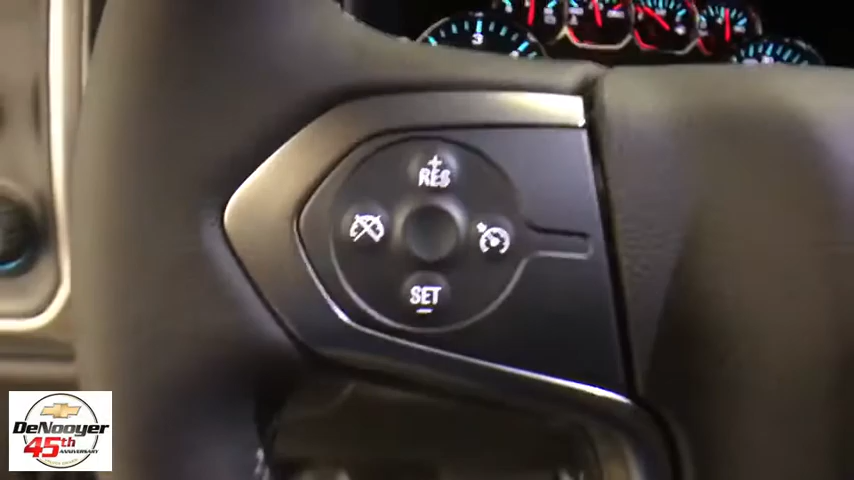 +
RES
SET
−
DeNooyer
45th
ANNIVERSARY